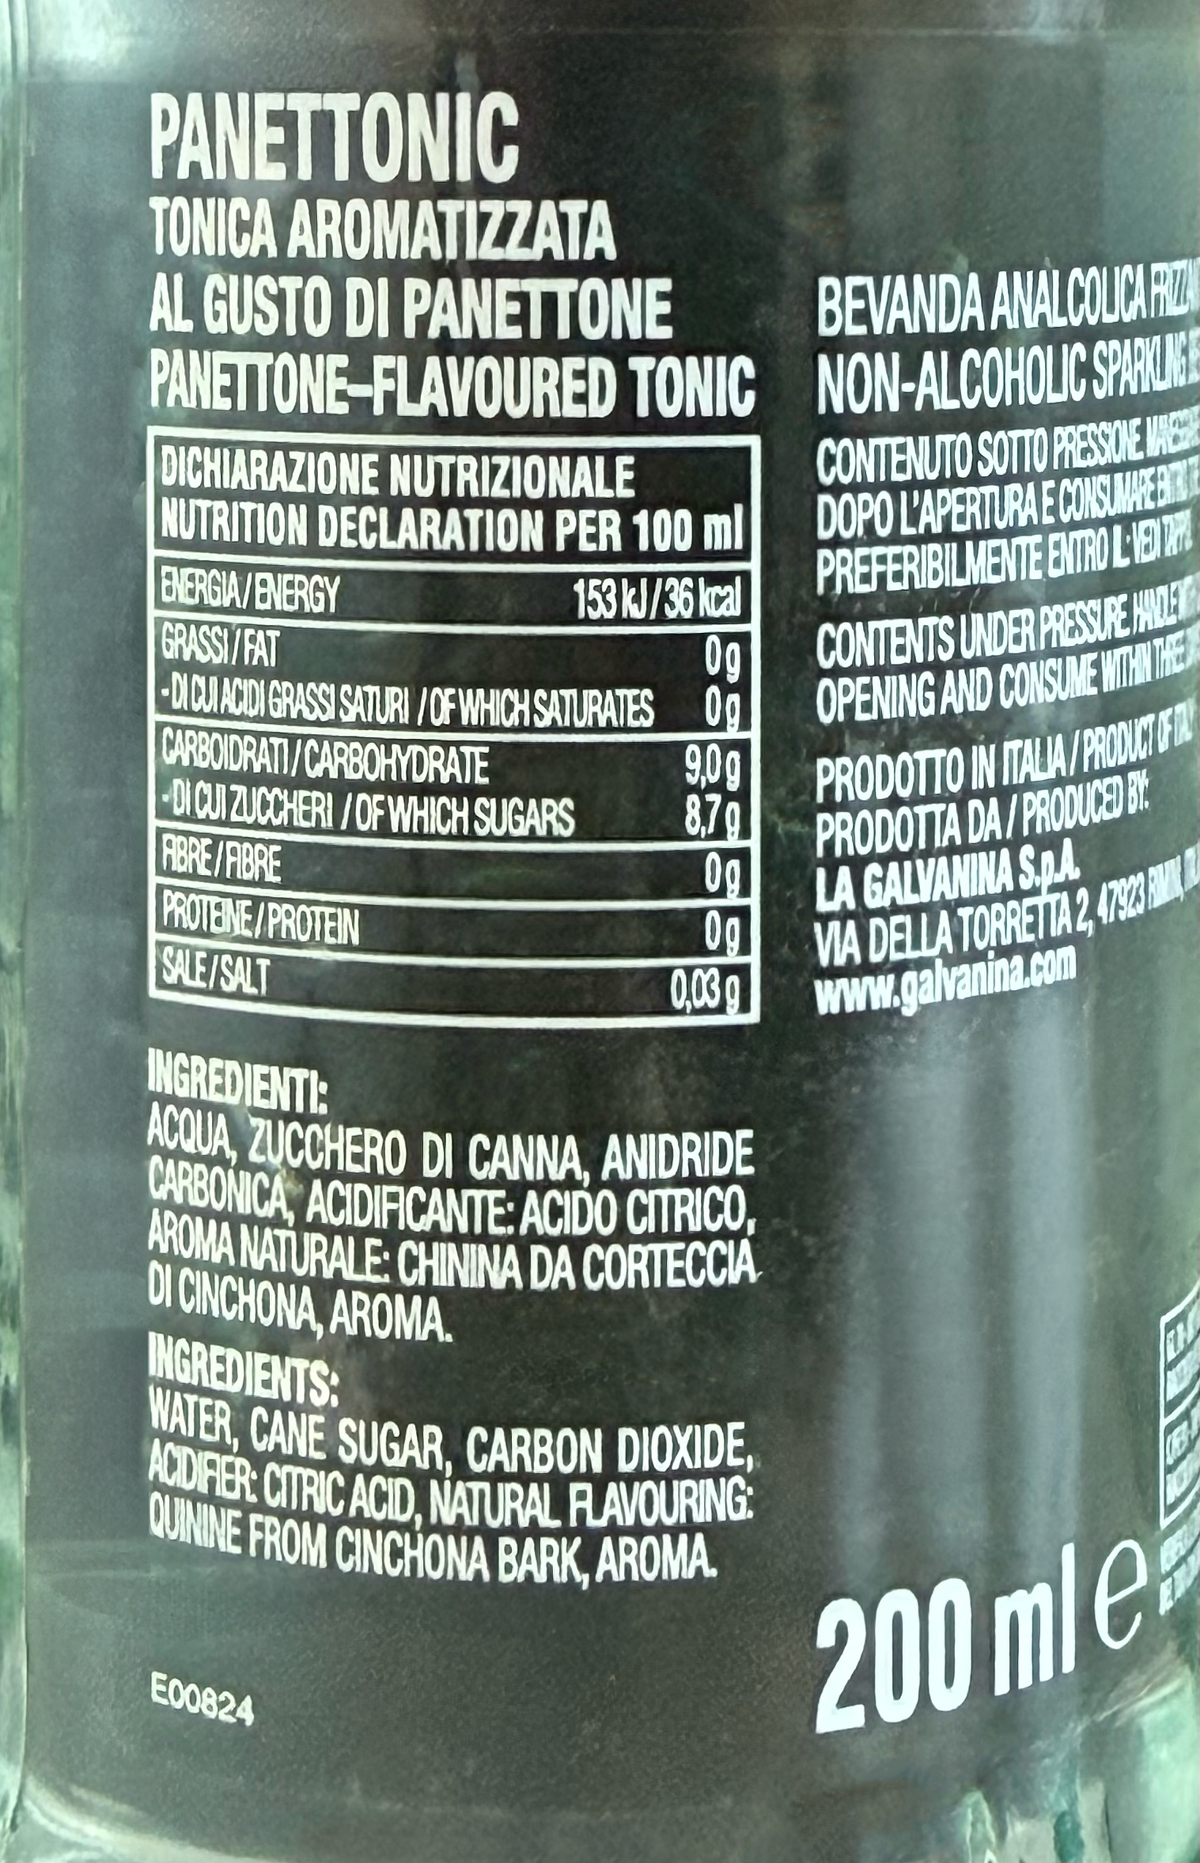 PANETTONIC
TONICA AROMATIZZATA
AL GUSTO DI PANETTONE
PANETTONE-FLAVOURED TONIC
DICHIARAZIONE NUTRIZIONALE
NUTRITION DECLARATION PER 100 ml
ENERGIA/ENERGY 153 kJ/36 kcal
GRASSI/FAT 0 g
- DI CUI ACIDI GRASSI SATURI / OF WHICH SATURATES 0 g
CARBOIDRATI/CARBOHYDRATE 9,0 g
- DI CUI ZUCCHERI / OF WHICH SUGARS 8,7 g
FIBRE/FIBRE 0 g
PROTEINE/PROTEIN 0 g
SALE/SALT 0,03 g
INGREDIENTI:
ACQUA, ZUCCHERO DI CANNA, ANIDRIDE
CARBONICA, ACIDIFICANTE: ACIDO CITRICO,
AROMA NATURALE: CHININA DA CORTECCIA
DI CINCHONA, AROMA.
INGREDIENTS:
WATER, CANE SUGAR, CARBON DIOXIDE,
ACIDIFIER: CITRIC ACID, NATURAL FLAVOURING:
QUININE FROM CINCHONA BARK, AROMA.
E00824
BEVANDA ANALCOLICA
NON-ALCOHOLIC SPARKLING
CONTENUTO SOTTO PRESSIONE,
DOPO L'APERTURA E CONSUMARE
PREFERIBILMENTE ENTRO IL: VEDI
CONTENTS UNDER PRESSURE,
OPENING AND CONSUME WITHIN
PRODOTTO IN ITALIA / PRODUCT OF
PRODOTTA DA / PRODUCED BY:
LA GALVANINA S.p.A.
VIA DELLA TORRETTA 2, 47923
www.galvanina.com
200 ml e